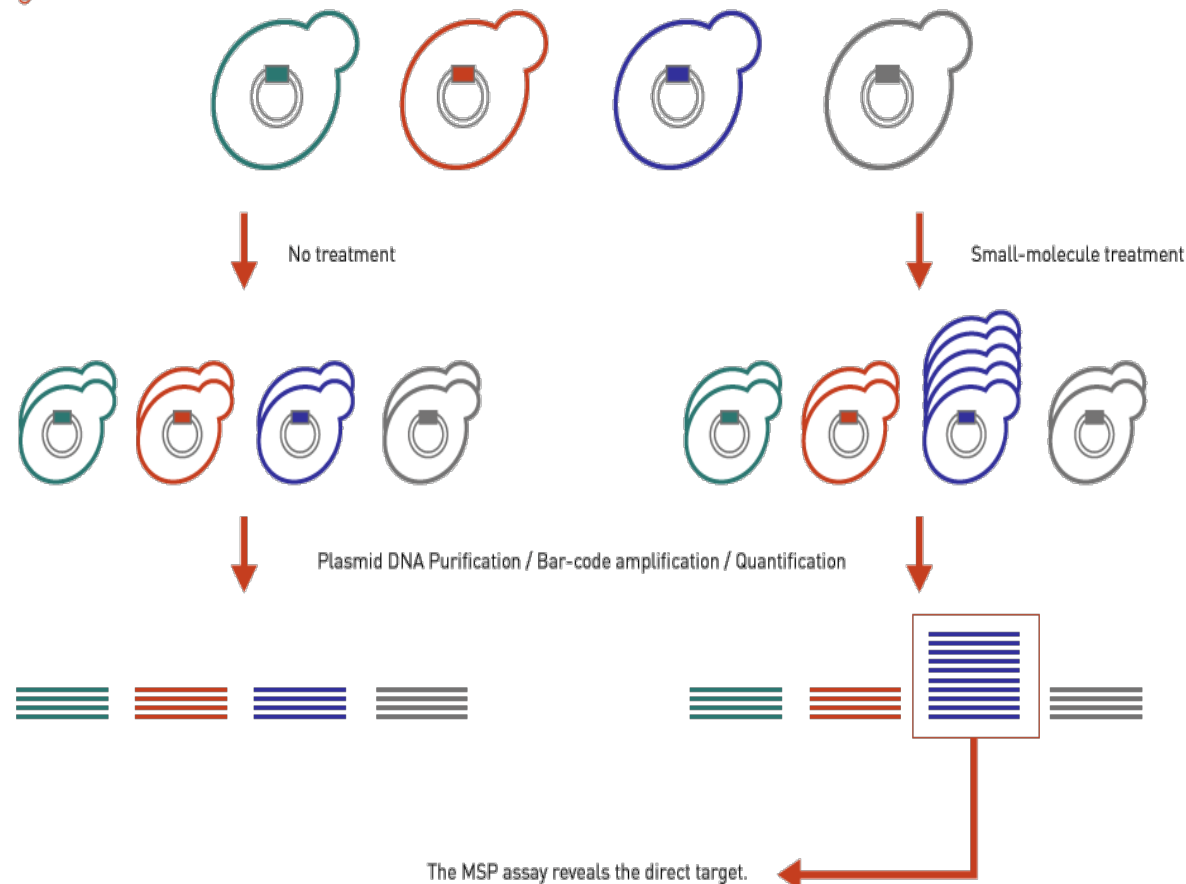 No treatment
Small-molecule treatment
Plasmid DNA Purification / Bar-code amplification / Quantification
The MSP assay reveals the direct target.